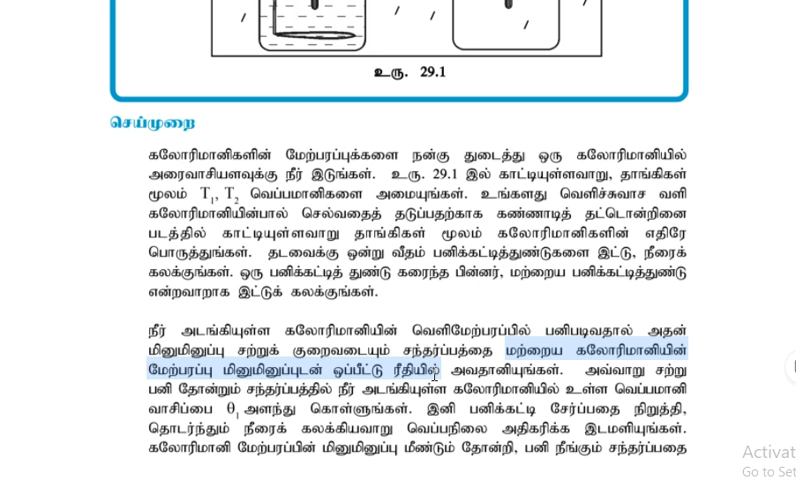 உரு. 29.1
செய்முறை
கலோரிமானிகளின் மேற்பரப்புக்களை நன்கு துடைத்து ஒரு கலோரிமானியில்
அரைவாசியளவுக்கு நீர் இடுங்கள். உரு. 29.1 இல் காட்டியுள்ளவாறு, தாங்கிகள்
மூலம் T₁, T₂ வெப்பமானிகளை அமையுங்கள். உங்களது வெளிச்சுவாச வளி
கலோரிமானியின்பால் செல்வதைத் தடுப்பதற்காக கண்ணாடித் தட்டொன்றினை
படத்தில் காட்டியுள்ளவாறு தாங்கிகள் மூலம் கலோரிமானிகளின் எதிரே
பொருத்துங்கள். தடவைக்கு ஒன்று வீதம் பனிக்கட்டித்துண்டுகளை இட்டு, நீரைக்
கலக்குங்கள். ஒரு பனிக்கட்டித் துண்டு கரைந்த பின்னர், மற்றைய பனிக்கட்டித்துண்டு
என்றவாறாக இட்டுக் கலக்குங்கள்.
நீர் அடங்கியுள்ள கலோரிமானியின் வெளிமேற்பரப்பில் பனிபடிவதால் அதன்
மினுமினுப்பு சற்றுக் குறைவடையும் சந்தர்ப்பத்தை மற்றைய கலோரிமானியின்
மேற்பரப்பு மினுமினுப்புடன் ஒப்பீட்டு ரீதியில் அவதானியுங்கள். அவ்வாறு சற்று
பனி தோன்றும் சந்தர்ப்பத்தில் நீர் அடங்கியுள்ள கலோரிமானியில் உள்ள வெப்பமானி
வாசிப்பை θ₁ அளந்து கொள்ளுங்கள். இனி பனிக்கட்டி சேர்ப்பதை நிறுத்தி,
தொடர்ந்தும் நீரைக் கலக்கியவாறு வெப்பநிலை அதிகரிக்க இடமளியுங்கள்.
கலோரிமானி மேற்பரப்பின் மினுமினுப்பு மீண்டும் தோன்றி, பனி நீங்கும் சந்தர்ப்பதை
Activat
Go to Set